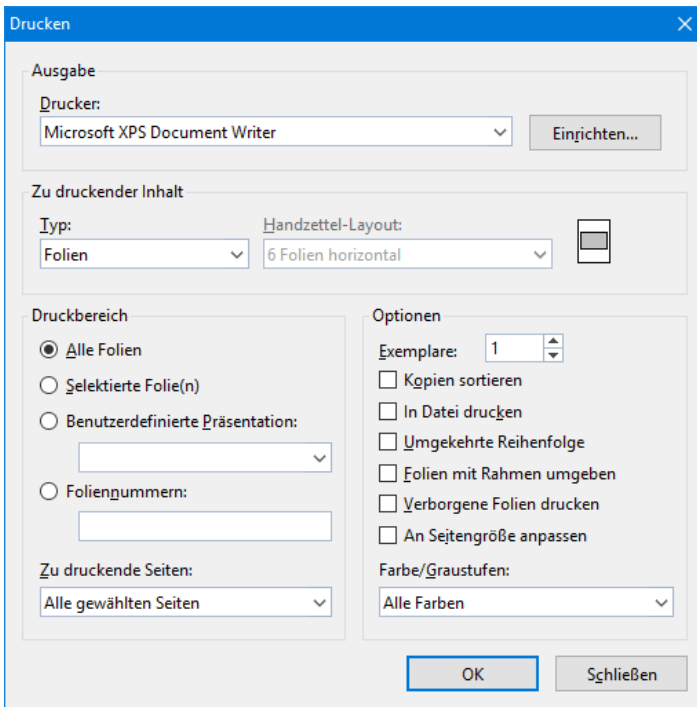 Drucken
Ausgabe
Drucker:
Microsoft XPS Document Writer
Einrichten...
Zu druckender Inhalt
Typ:
Handzettel-Layout:
Folien
6 Folien horizontal
Druckbereich
Alle Folien
Selektierte Folie(n)
Benutzerdefinierte Präsentation:
Foliennummern:
Zu druckende Seiten:
Alle gewählten Seiten
Optionen
Exemplare: 1
Kopien sortieren
In Datei drucken
Umgekehrte Reihenfolge
Folien mit Rahmen umgeben
Verborgene Folien drucken
An Seitengröße anpassen
Farbe/Graustufen:
Alle Farben
OK
Schließen